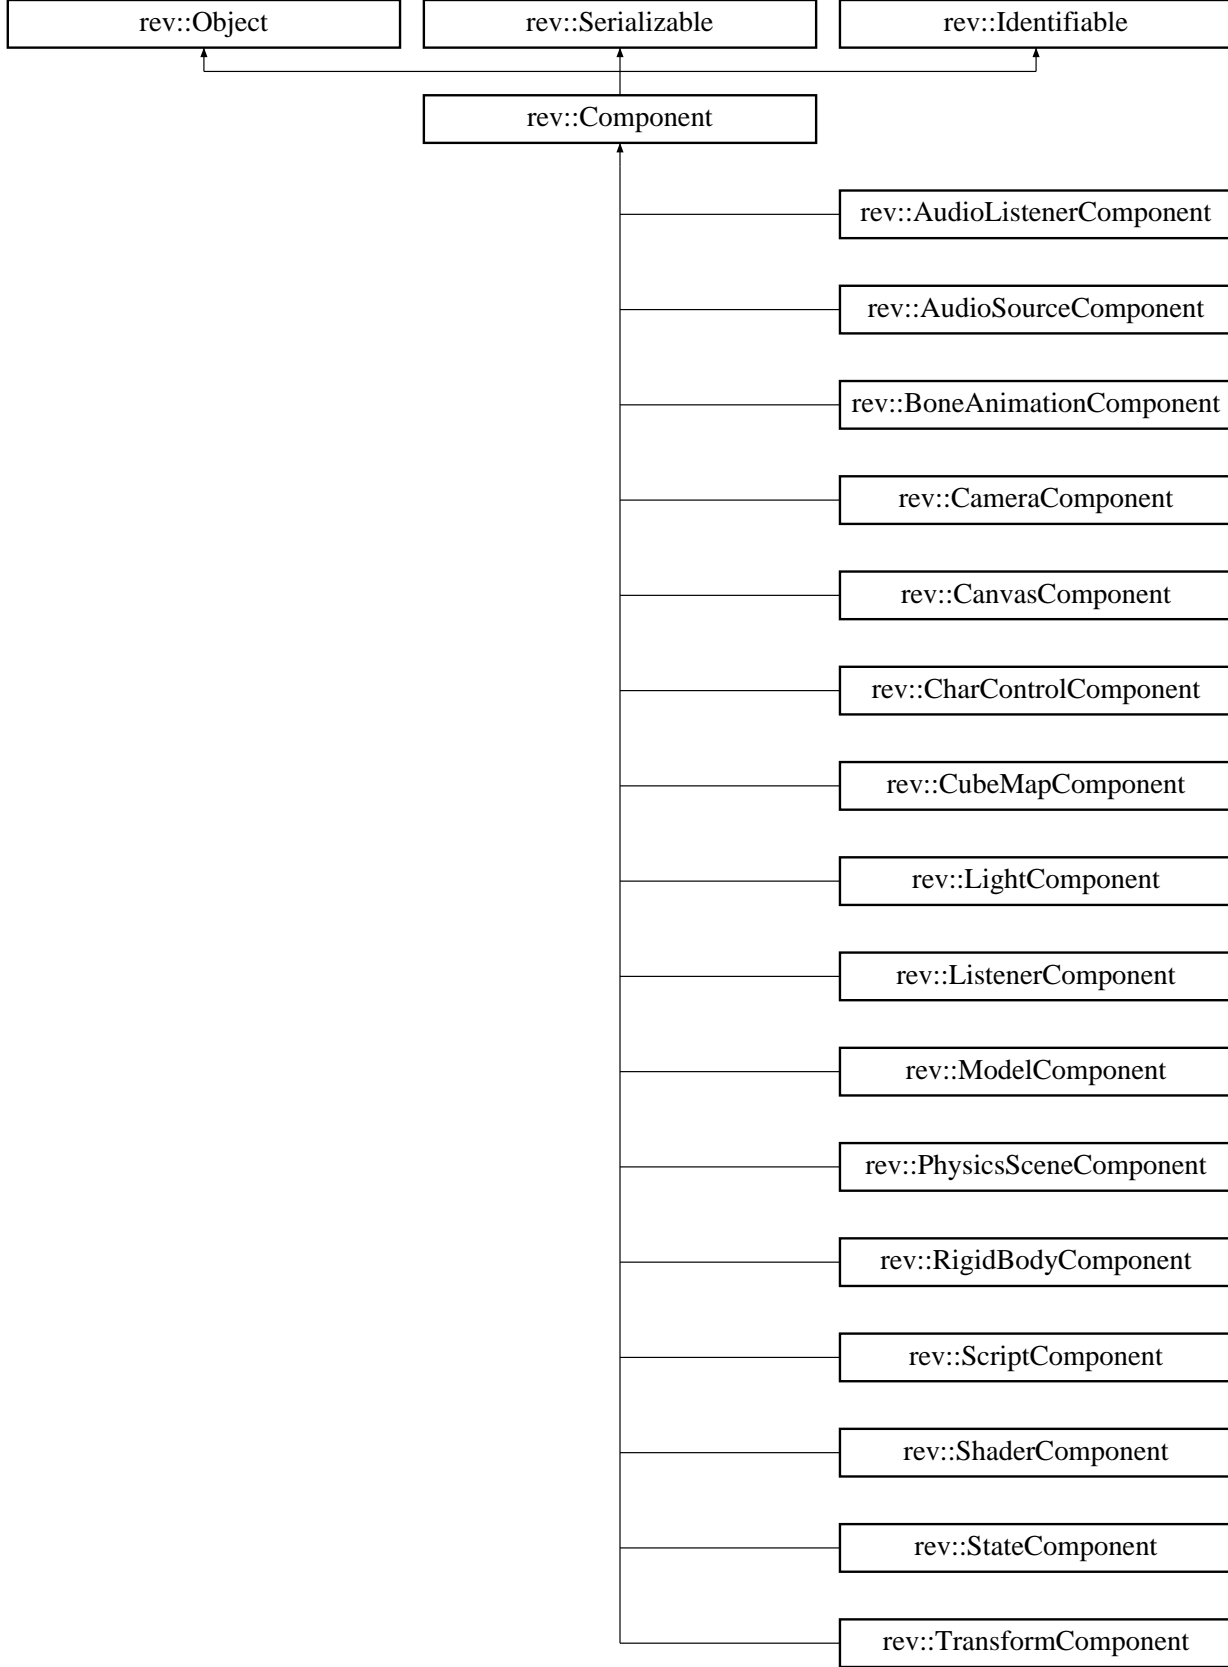 rev::Object
rev::Serializable
rev::Identifiable
rev::Component
rev::AudioListenerComponent
rev::AudioSourceComponent
rev::BoneAnimationComponent
rev::CameraComponent
rev::CanvasComponent
rev::CharControlComponent
rev::CubeMapComponent
rev::LightComponent
rev::ListenerComponent
rev::ModelComponent
rev::PhysicsSceneComponent
rev::RigidBodyComponent
rev::ScriptComponent
rev::ShaderComponent
rev::StateComponent
rev::TransformComponent